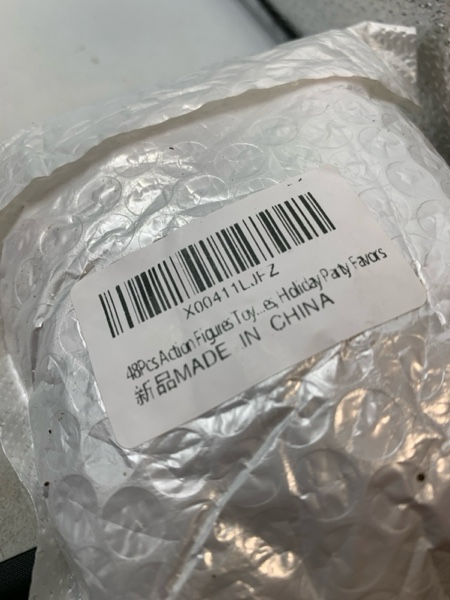 X00411LJFZ
48Pcs Action Figures Toy...es, Holiday Party Favors
新品MADE IN CHINA